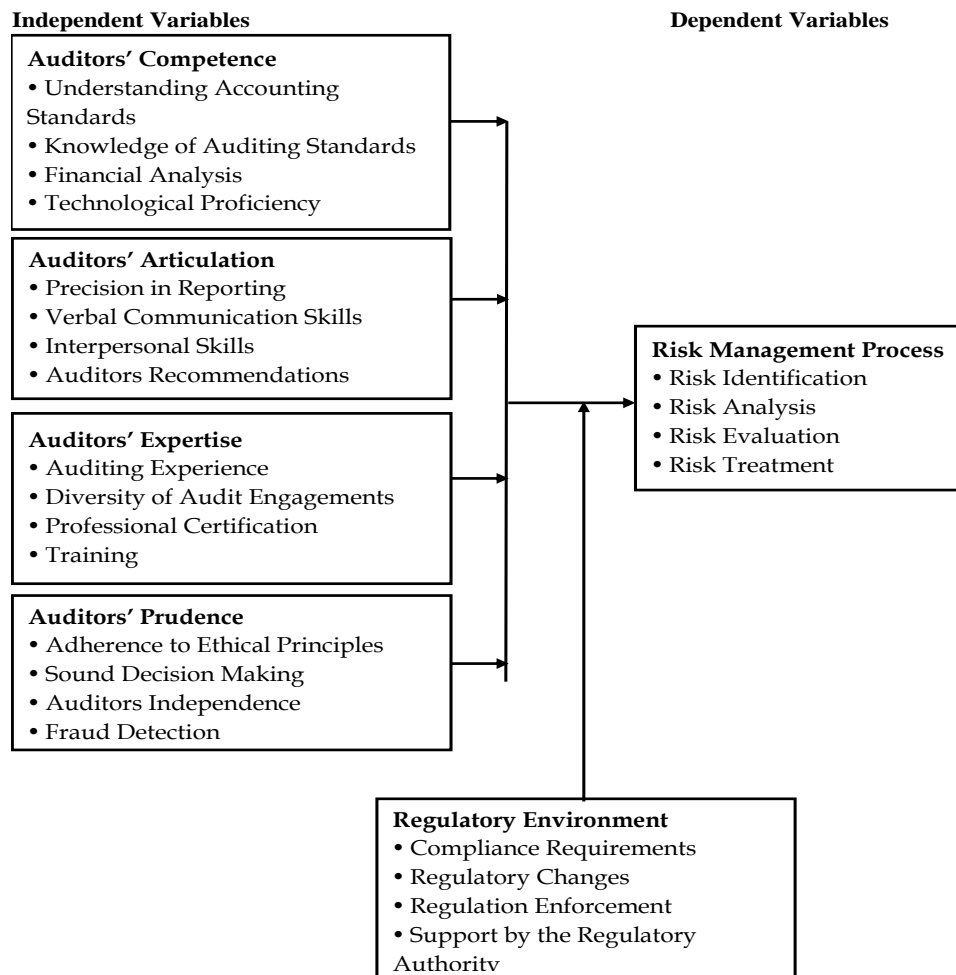 Independent Variables
Dependent Variables
Auditors’ Competence
• Understanding Accounting
Standards
• Knowledge of Auditing Standards
• Financial Analysis
• Technological Proficiency
Auditors’ Articulation
• Precision in Reporting
• Verbal Communication Skills
• Interpersonal Skills
• Auditors Recommendations
Auditors’ Expertise
• Auditing Experience
• Diversity of Audit Engagements
• Professional Certification
• Training
Auditors’ Prudence
• Adherence to Ethical Principles
• Sound Decision Making
• Auditors Independence
• Fraud Detection
Risk Management Process
• Risk Identification
• Risk Analysis
• Risk Evaluation
• Risk Treatment
Regulatory Environment
• Compliance Requirements
• Regulatory Changes
• Regulation Enforcement
• Support by the Regulatory
Authority